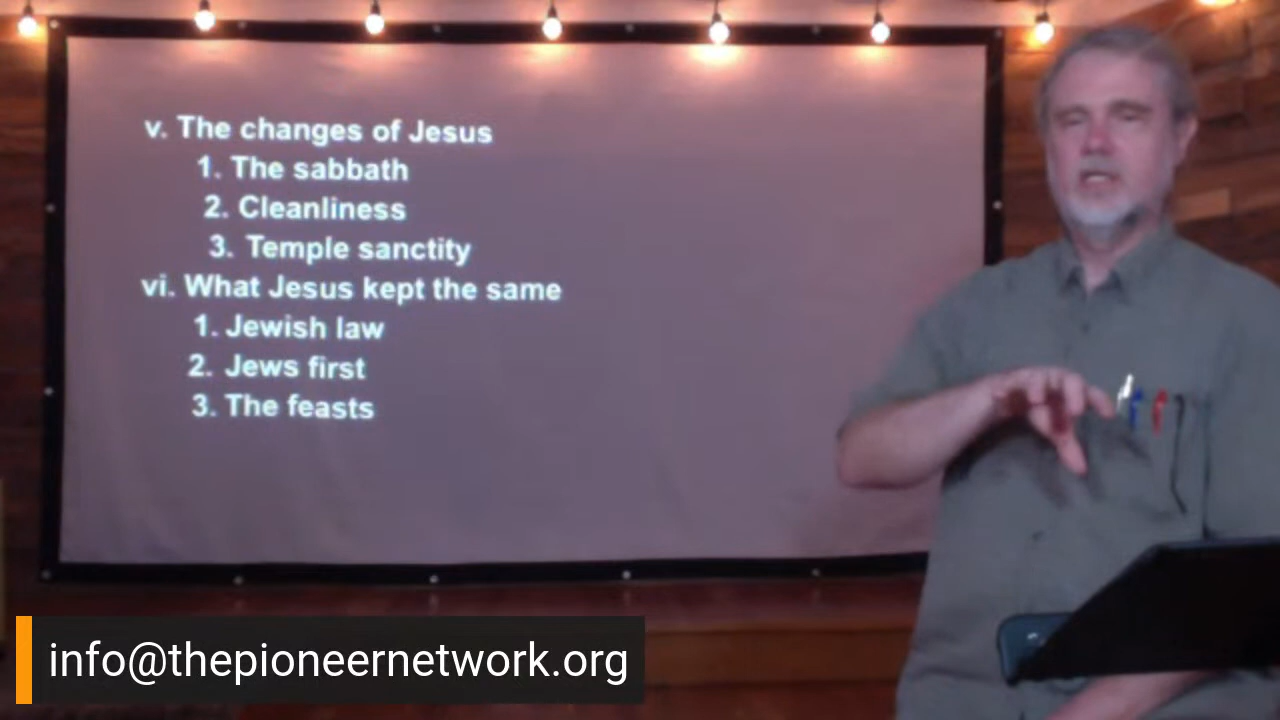 v. The changes of Jesus
1. The sabbath
2. Cleanliness
3. Temple sanctity
vi. What Jesus kept the same
1. Jewish law
2. Jews first
3. The feasts
info@thepioneernetwork.org